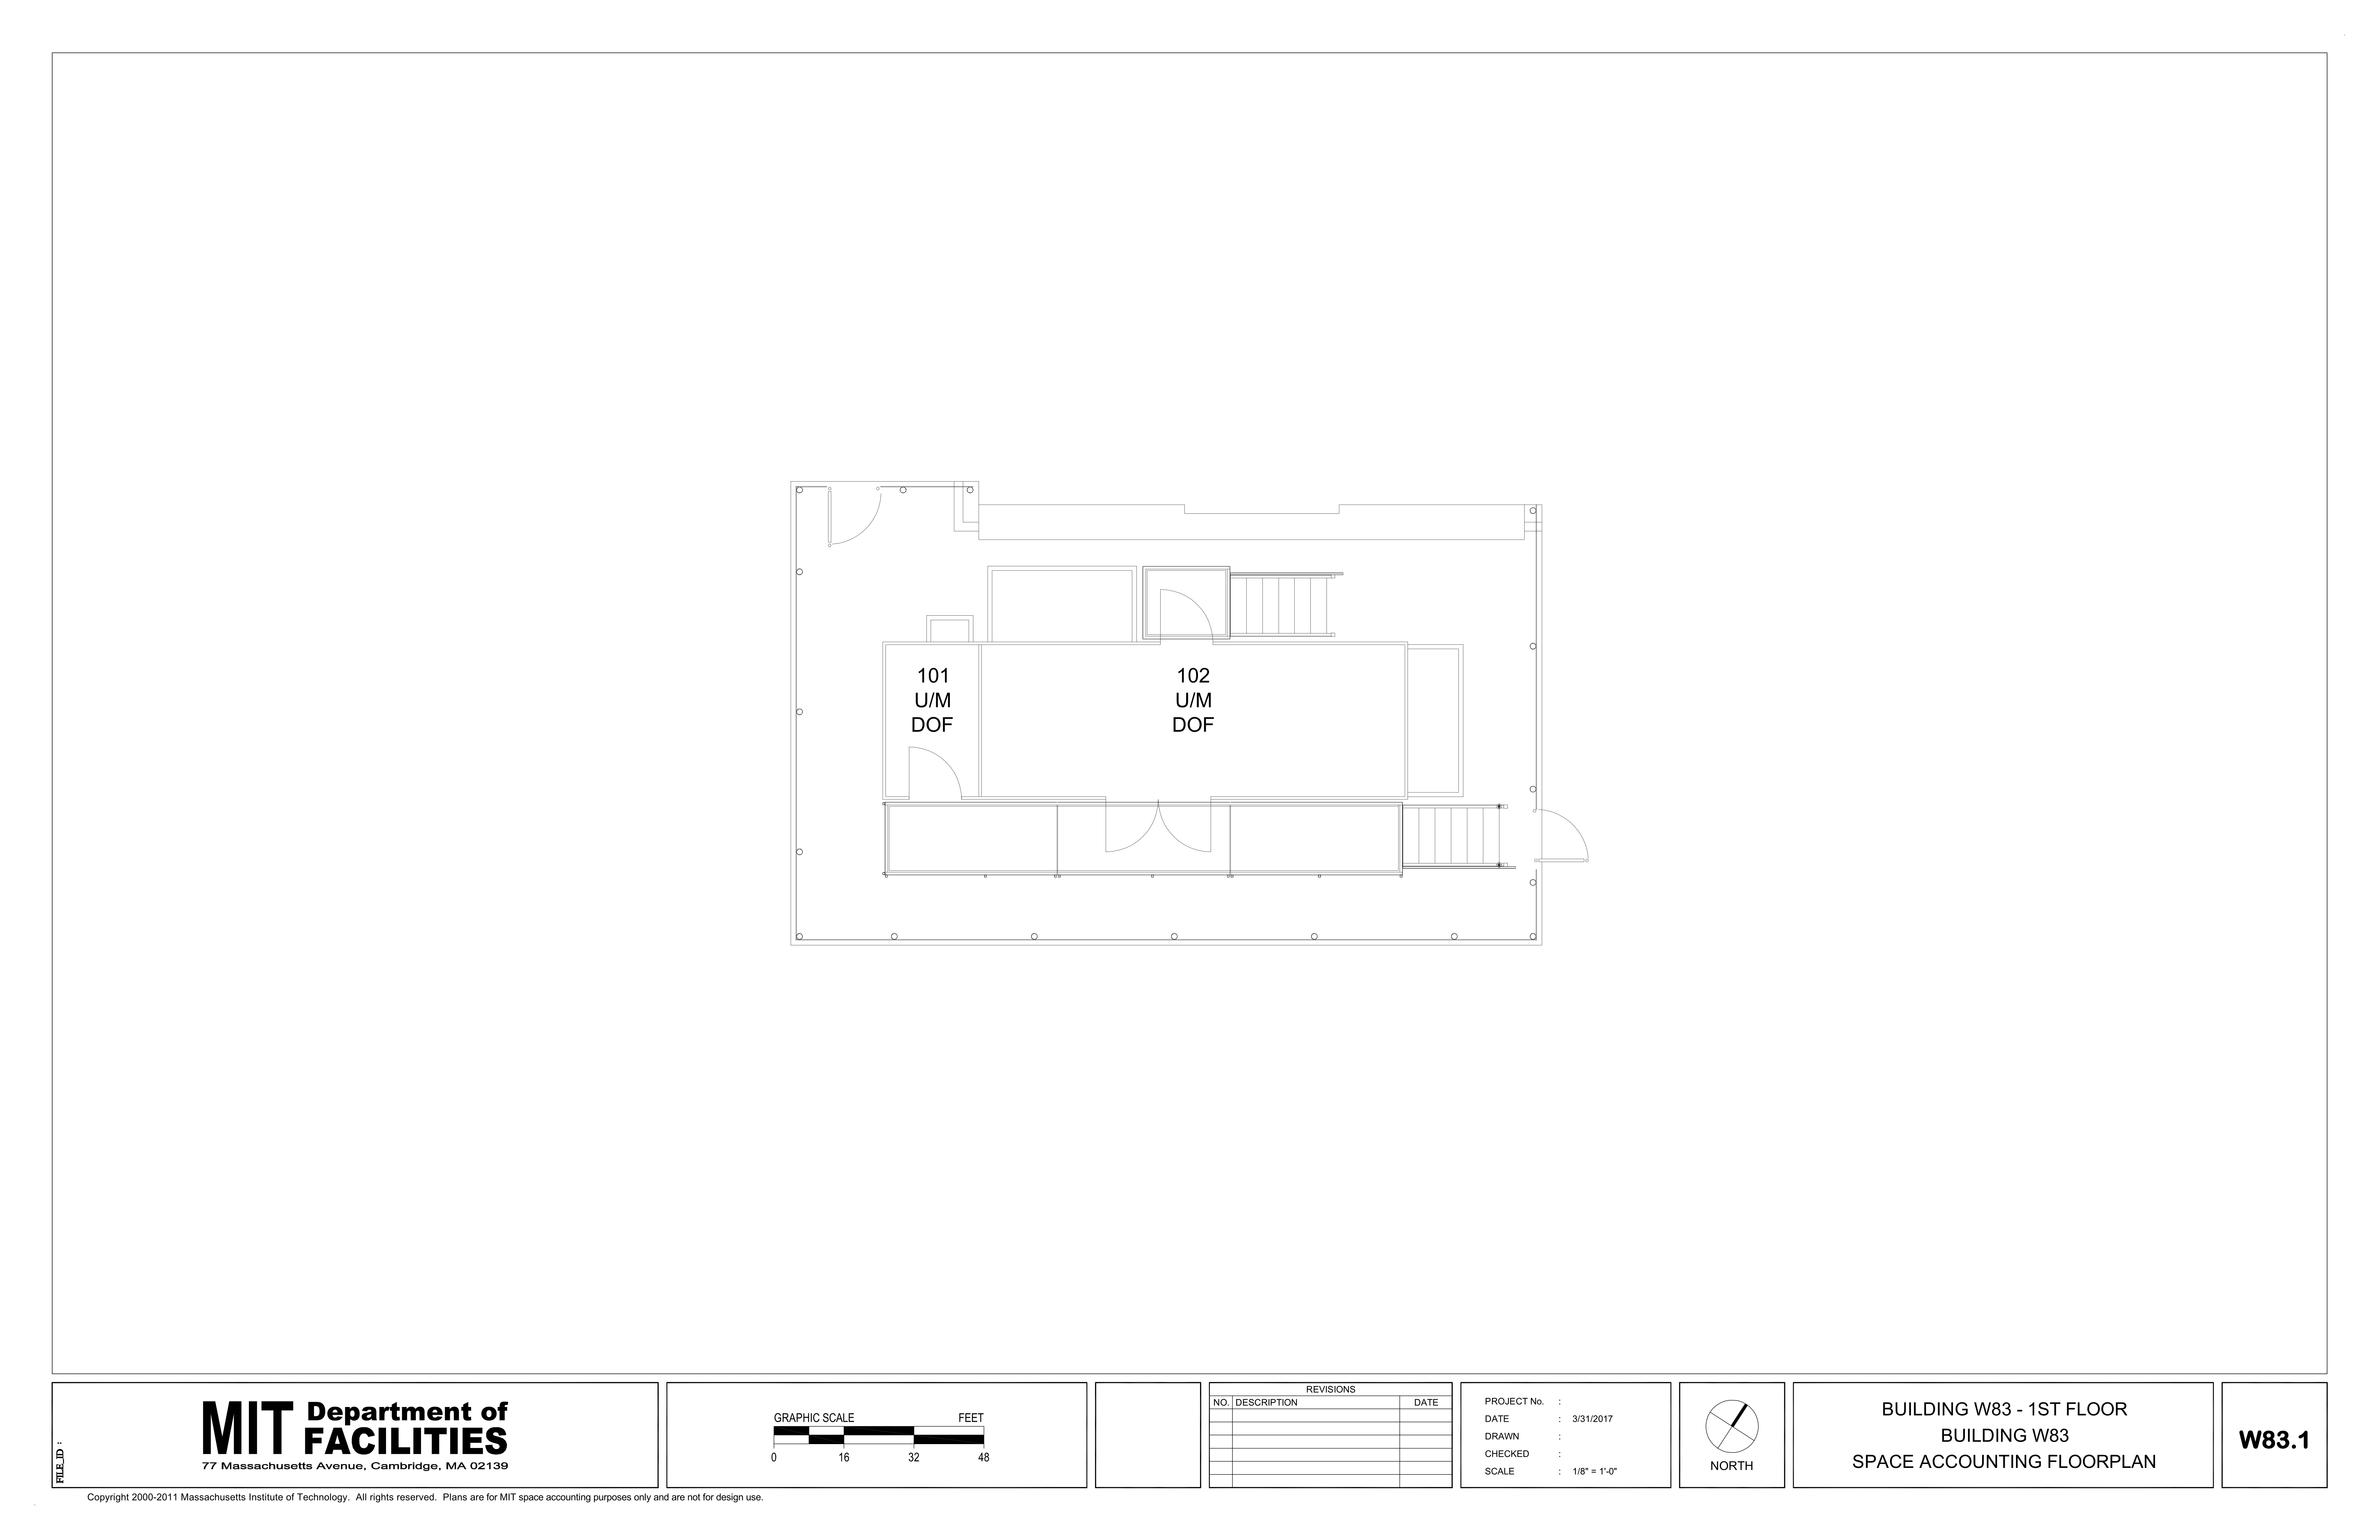 101
U/M
DOF
102
U/M
DOF
FILE_ID :
MIT Department of
FACILITIES
77 Massachusetts Avenue, Cambridge, MA 02139
GRAPHIC SCALE FEET
0 16 32 48
REVISIONS
NO. DESCRIPTION DATE
PROJECT No. :
DATE : 3/31/2017
DRAWN :
CHECKED :
SCALE : 1/8" = 1'-0"
NORTH
BUILDING W83 - 1ST FLOOR
BUILDING W83
SPACE ACCOUNTING FLOORPLAN
W83.1
Copyright 2000-2011 Massachusetts Institute of Technology. All rights reserved. Plans are for MIT space accounting purposes only and are not for design use.